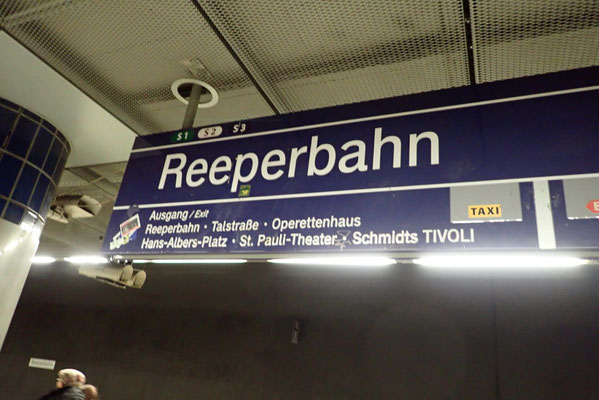 S1 S2 S3
Reeperbahn
Ausgang / Exit
Reeperbahn · Talstraße · Operettenhaus
Hans-Albers-Platz · St. Pauli-Theater · Schmidts TIVOLI
TAXI